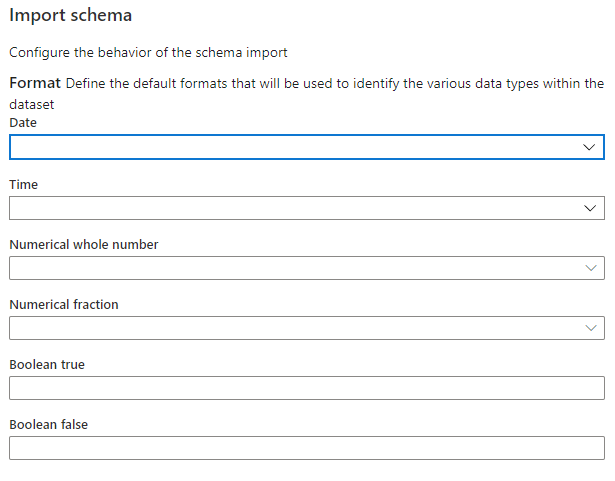 Import schema
Configure the behavior of the schema import
Format Define the default formats that will be used to identify the various data types within the
dataset
Date
Time
Numerical whole number
Numerical fraction
Boolean true
Boolean false